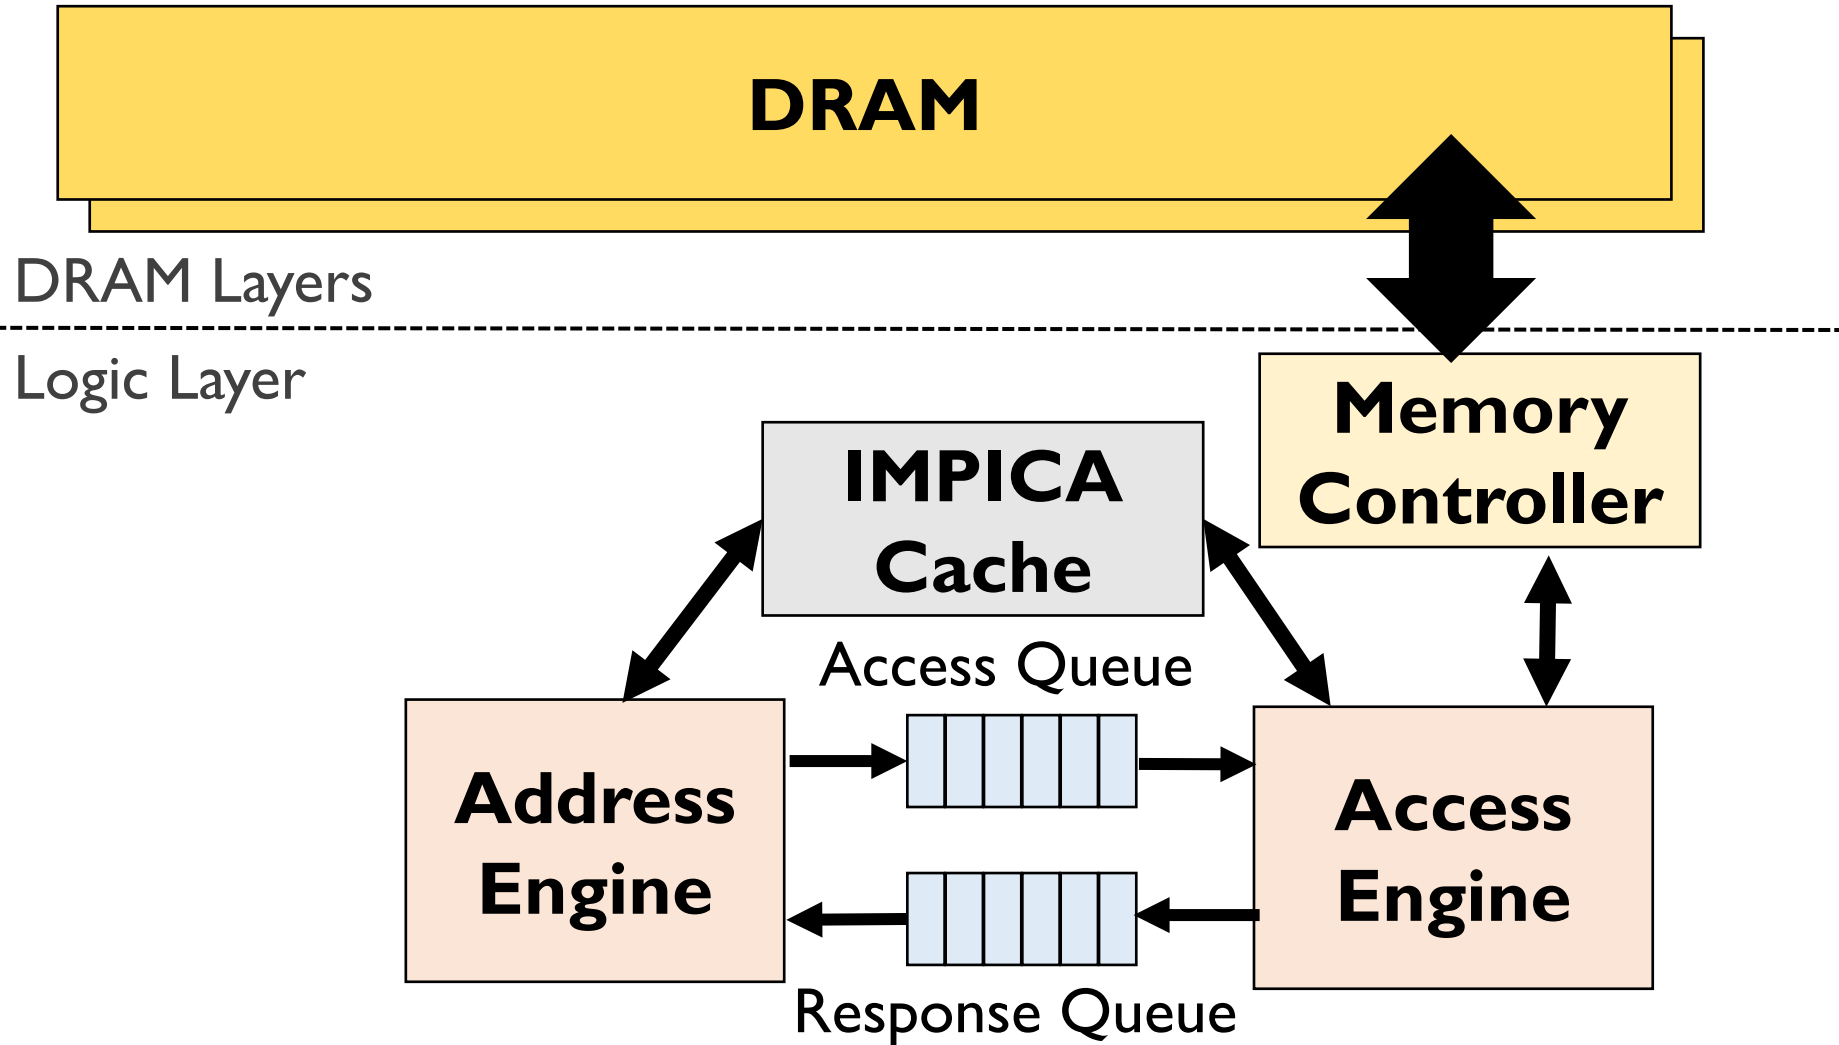 DRAM
DRAM Layers
Logic Layer
Memory
Controller
IMPICA
Cache
Access Queue
Address
Engine
Access
Engine
Response Queue